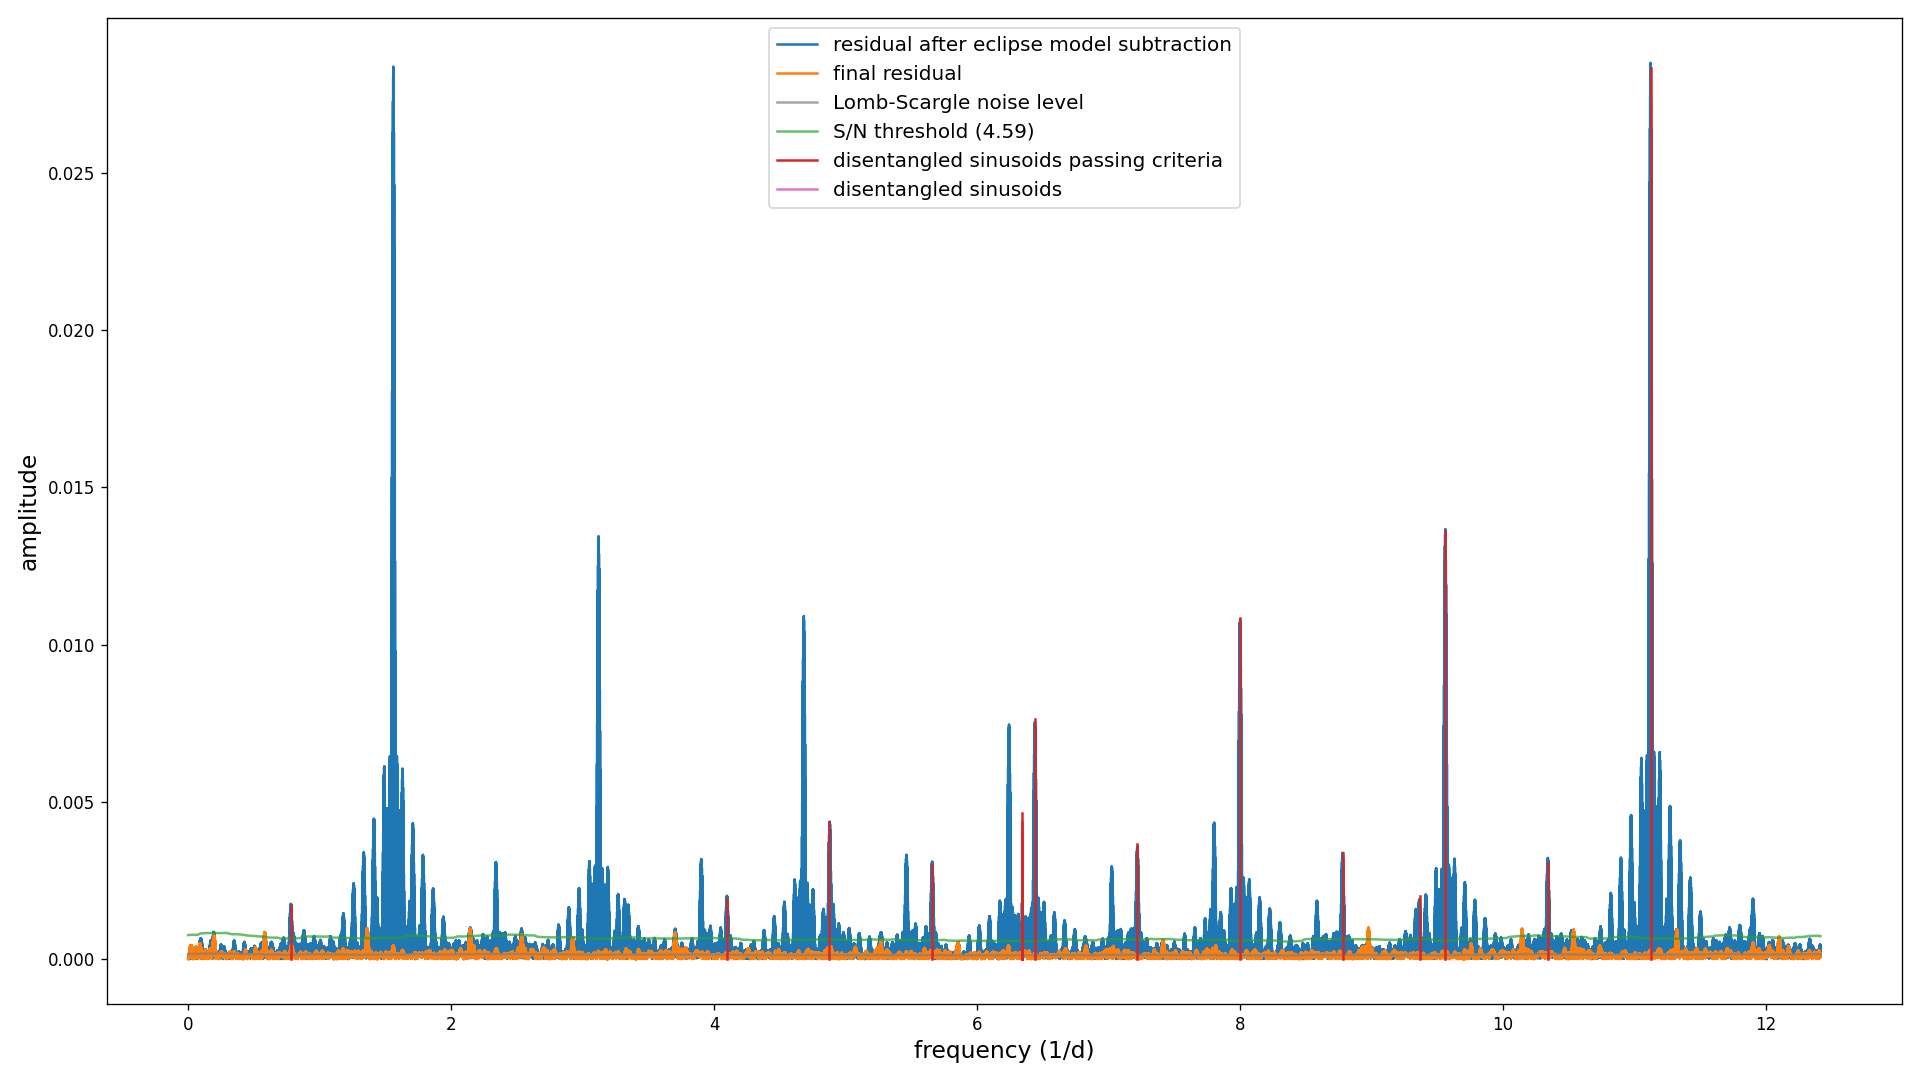 residual after eclipse model subtraction
final residual
Lomb-Scargle noise level
S/N threshold (4.59)
disentangled sinusoids passing criteria
disentangled sinusoids
0.025
0.020
0.015
0.010
0.005
0.000
amplitude
0 2 4 6 8 10 12
frequency (1/d)